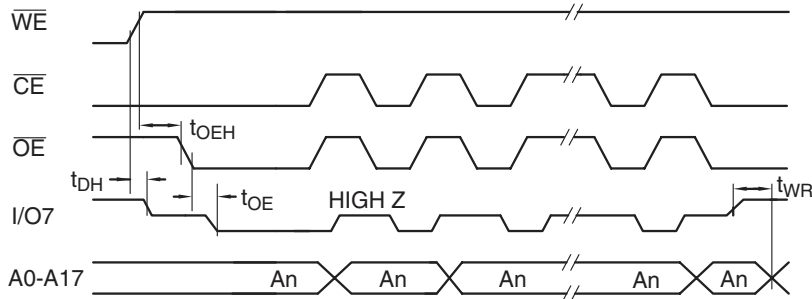 WE
CE
tOEH
OE
tDH
tOE
HIGH Z
tWR
I/O7
A0-A17
An
An
An
An
An